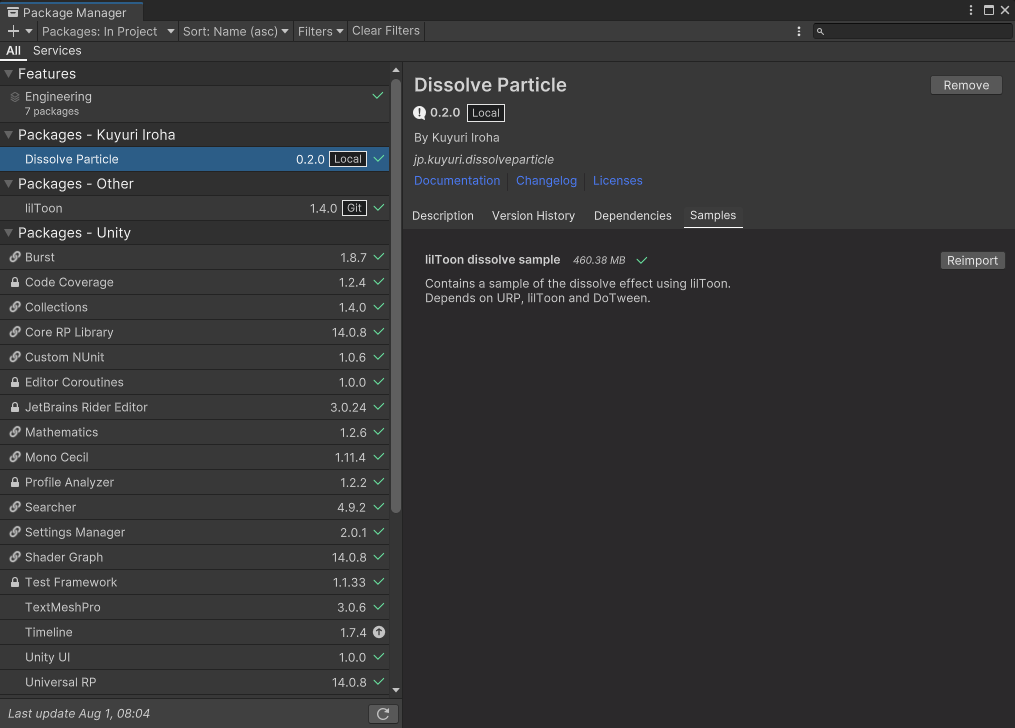 Package Manager
Packages: In Project Sort: Name (asc) Filters Clear Filters
All Services
Features
Engineering
7 packages
Packages - Kuyuri Iroha
Dissolve Particle 0.2.0 Local
Packages - Other
lilToon 1.4.0 Git
Packages - Unity
Burst 1.8.7
Code Coverage 1.2.4
Collections 1.4.0
Core RP Library 14.0.8
Custom NUnit 1.0.6
Editor Coroutines 1.0.0
JetBrains Rider Editor 3.0.24
Mathematics 1.2.6
Mono Cecil 1.11.4
Profile Analyzer 1.2.2
Searcher 4.9.2
Settings Manager 2.0.1
Shader Graph 14.0.8
Test Framework 1.1.33
TextMeshPro 3.0.6
Timeline 1.7.4
Unity UI 1.0.0
Universal RP 14.0.8
Last update Aug 1, 08:04
Dissolve Particle
Remove
0.2.0 Local
By Kuyuri Iroha
jp.kuyuri.dissolveparticle
Documentation Changelog Licenses
Description Version History Dependencies Samples
lilToon dissolve sample 460.38 MB Reimport
Contains a sample of the dissolve effect using lilToon.
Depends on URP, lilToon and DoTween.